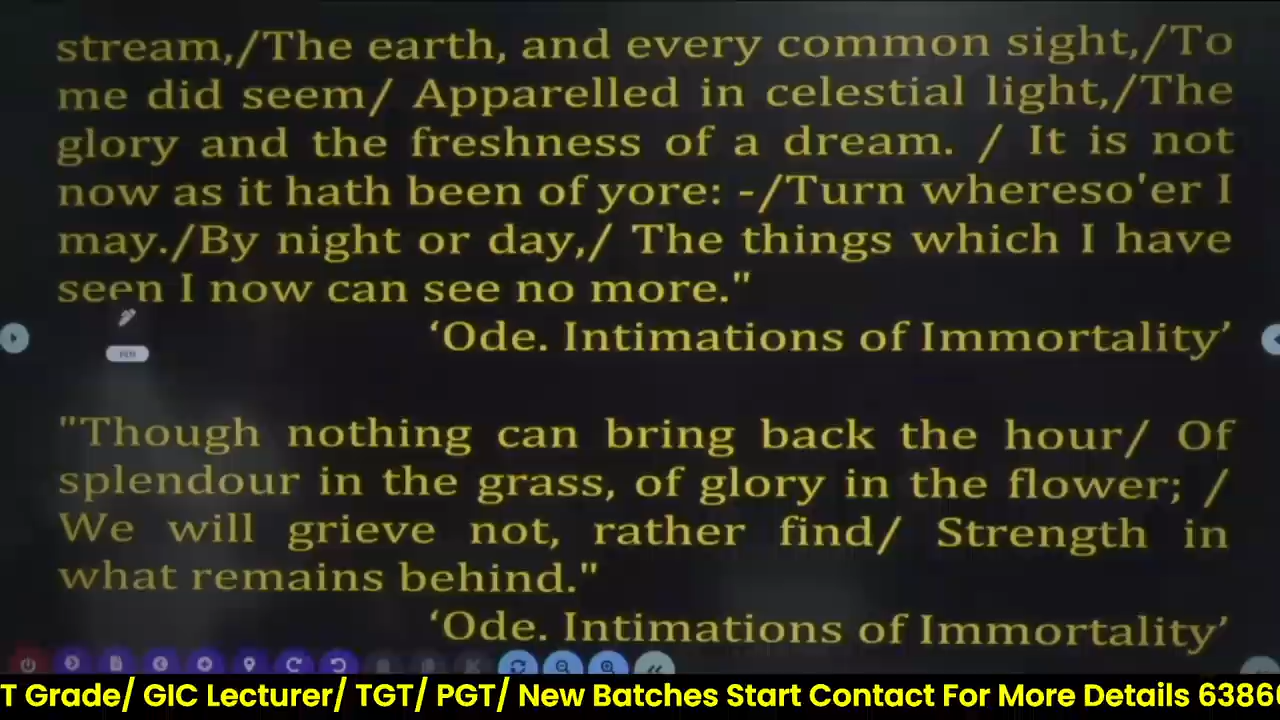 stream,/The earth, and every common sight,/To
me did seem/ Apparelled in celestial light,/The
glory and the freshness of a dream. / It is not
now as it hath been of yore: -/Turn whereso'er I
may./By night or day,/ The things which I have
seen I now can see no more."
PEN
‘Ode. Intimations of Immortality’
"Though nothing can bring back the hour/ Of
splendour in the grass, of glory in the flower; /
We will grieve not, rather find/ Strength in
what remains behind."
‘Ode. Intimations of Immortality’
T Grade/ GIC Lecturer/ TGT/ PGT/ New Batches Start Contact For More Details 6386